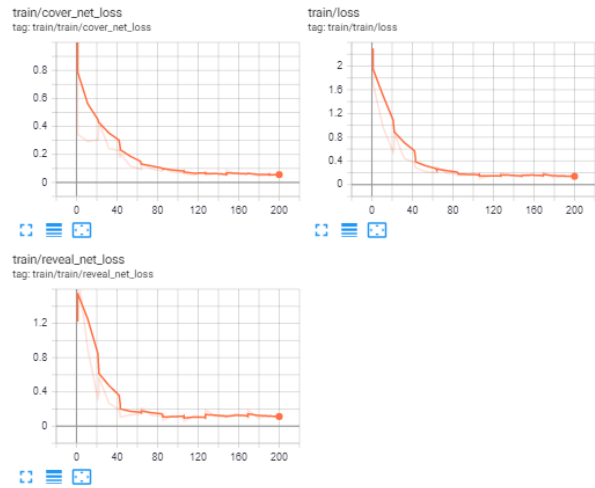 train/cover_net_loss
tag: train/train/cover_net_loss
0.8
0.6
0.4
0.2
0
0 40 80 120 160 200
train/loss
tag: train/train/loss
2
1.6
1.2
0.8
0.4
0
0 40 80 120 160 200
train/reveal_net_loss
tag: train/train/reveal_net_loss
1.2
0.8
0.4
0
0 40 80 120 160 200